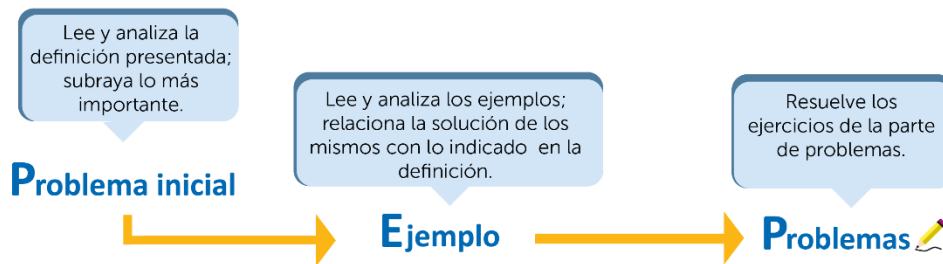 Lee y analiza la
definición presentada;
subraya lo más
importante.
Problema inicial
Lee y analiza los ejemplos;
relaciona la solución de los
mismos con lo indicado en la
definición.
Ejemplo
Resuelve los
ejercicios de la parte
de problemas.
Problemas